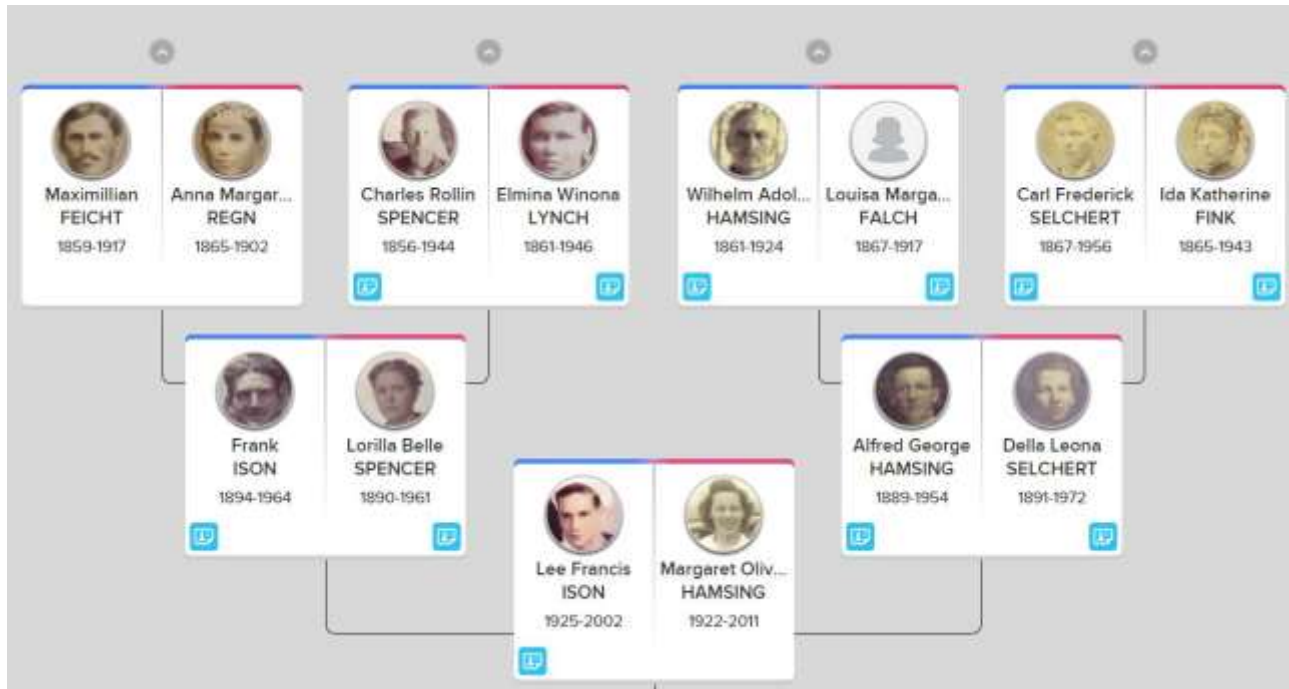 Maximillian
FEICHT
1859-1917
Anna Margar...
REGN
1865-1902
Charles Rollin
SPENCER
1856-1944
Elmina Winona
LYNCH
1861-1946
Wilhelm Adol...
HAMSING
1861-1924
Louisa Marga...
FALCH
1867-1917
Carl Frederick
SELCHERT
1867-1956
Ida Katherine
FINK
1865-1943
Frank
ISON
1894-1964
Lorilla Belle
SPENCER
1890-1961
Alfred George
HAMSING
1889-1954
Della Leona
SELCHERT
1891-1972
Lee Francis
ISON
1925-2002
Margaret Oliv...
HAMSING
1922-2011